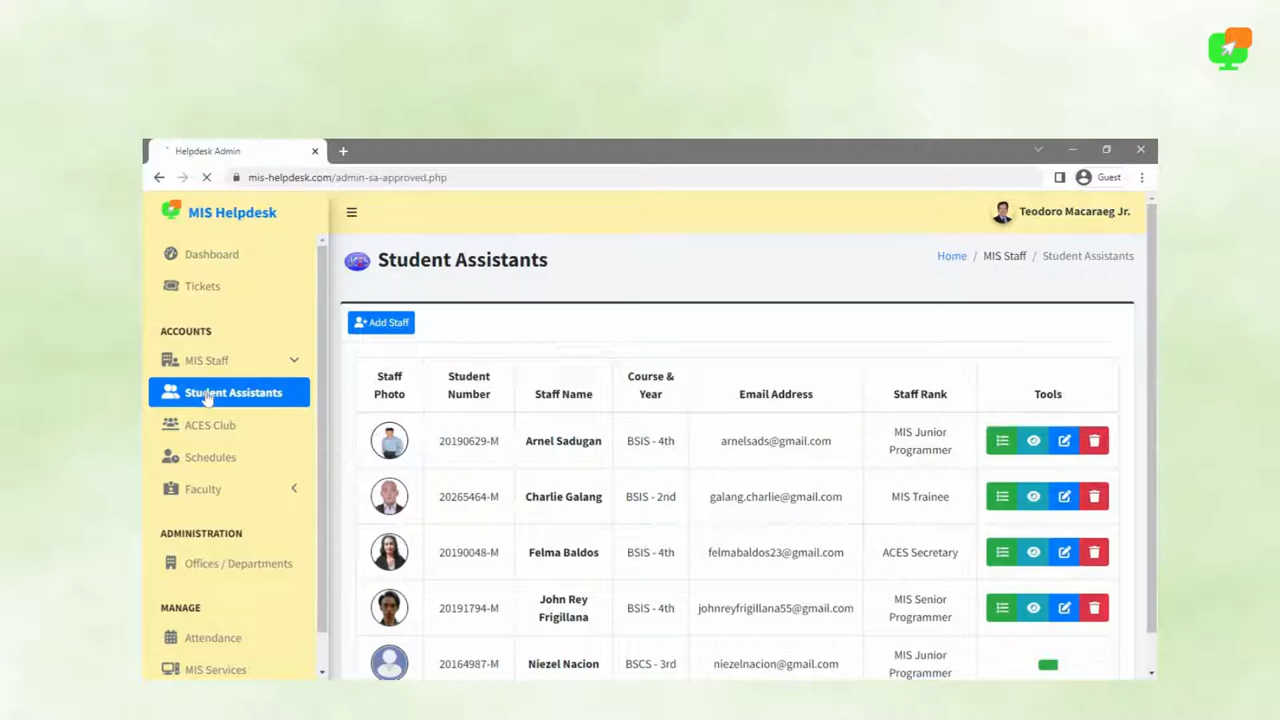 Helpdesk Admin
mis-helpdesk.com/admin-sa-approved.php
Guest
MIS Helpdesk
Teodoro Macaraeg Jr.
Dashboard
Tickets
ACCOUNTS
MIS Staff
Student Assistants
ACES Club
Schedules
Faculty
ADMINISTRATION
Offices / Departments
MANAGE
Attendance
MIS Services
Student Assistants
Home / MIS Staff / Student Assistants
Add Staff
Staff Photo Student Number Staff Name Course & Year Email Address Staff Rank Tools
20190629-M Arnel Sadugan BSIS - 4th arnelsads@gmail.com MIS Junior Programmer
20265464-M Charlie Galang BSIS - 2nd galang.charlie@gmail.com MIS Trainee
20190048-M Felma Baldos BSIS - 4th felmabaldos23@gmail.com ACES Secretary
20191794-M John Rey Frigillana BSIS - 4th johnreyfrigillana55@gmail.com MIS Senior Programmer
20164987-M Niezel Nacion BSCS - 3rd niezelnacion@gmail.com MIS Junior Programmer